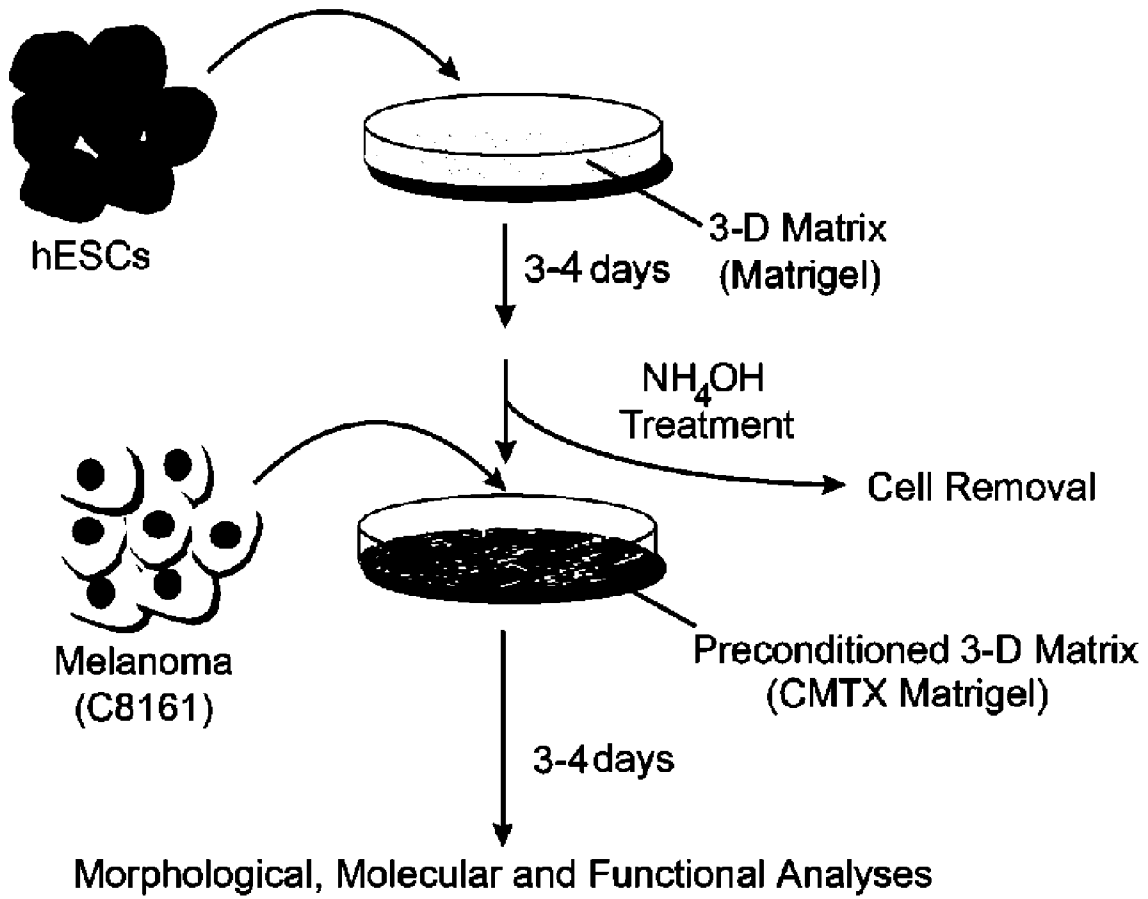 hESCs
3-D Matrix
(Matrigel)
3-4 days
NH4OH
Treatment
Cell Removal
Melanoma
(C8161)
Preconditioned 3-D Matrix
(CMTX Matrigel)
3-4 days
Morphological, Molecular and Functional Analyses